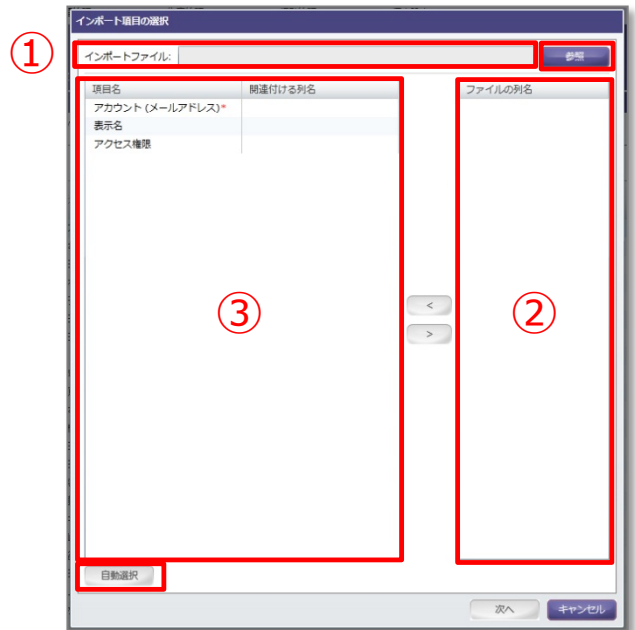 インポート項目の選択
①
インポートファイル:
参照
項目名 関連付ける列名
ファイルの列名
アカウント (メールアドレス)*
表示名
アクセス権限
③
<
②
>
自動選択
次へ キャンセル